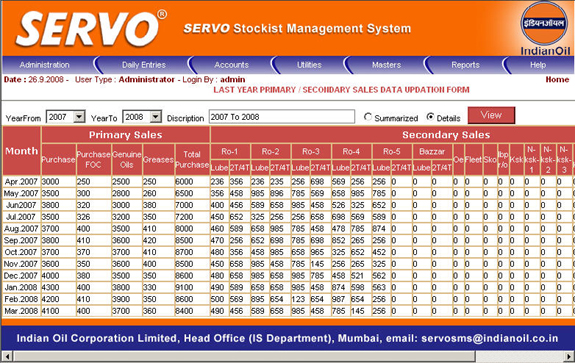 SERVO® SERVO Stockist Management System
इंडियनऑयल
IndianOil
Administration Daily Entries Accounts Utilities Masters Reports Help
Date : 26.9.2008 - User Type : Administrator - Login By : admin Home
LAST YEAR PRIMARY / SECONDARY SALES DATA UPDATION FORM
YearFrom 2007 YearTo 2008 Discription 2007 To 2008 Summarized Details View
Month Primary Sales Secondary Sales
Purchase Purchase FOC Genuine Oils Greases Total Purchase Ro-1 Ro-2 Ro-3 Ro-4 Ro-5 Bazzar Oe Fleet Sko Ibp r/o Ksk N-ksk-1 N-ksk-2 N-ksk-3
Lube 2T/4T Lube 2T/4T Lube 2T/4T Lube 2T/4T Lube 2T/4T Lube 2T/4T
Apr.2007 3000 250 2500 250 6000 236 356 236 235 256 698 569 256 256 0 0 0 0 0 0 0 0 0 0 0
May.2007 3500 300 2800 260 6500 356 458 985 896 785 569 658 985 785 0 0 0 0 0 0 0 0 0 0 0
Jun2007 3800 320 3000 380 7000 400 456 589 658 985 458 526 325 652 0 0 0 0 0 0 0 0 0 0 0
Jul.2007 3500 326 3200 350 7200 450 652 325 256 256 658 698 569 589 0 0 0 0 0 0 0 0 0 0 0
Aug.2007 3700 400 3500 410 8000 460 589 658 985 785 458 478 785 874 0 0 0 0 0 0 0 0 0 0 0
Sep.2007 3800 410 3600 420 8500 470 256 652 698 785 698 852 265 256 0 0 0 0 0 0 0 0 0 0 0
Oct.2007 3700 370 3700 410 8700 480 356 458 985 658 965 325 652 452 0 0 0 0 0 0 0 0 0 0 0
Nov.2007 3600 350 3600 400 8500 450 658 985 458 785 145 256 265 325 0 0 0 0 0 0 0 0 0 0 0
Dec.2007 4000 380 3500 350 8600 480 658 985 658 985 785 458 521 562 0 0 0 0 0 0 0 0 0 0 0
Jan.2008 4300 400 3800 330 9100 490 589 658 985 658 458 874 598 563 0 0 0 0 0 0 0 0 0 0 0
Feb.2008 4200 410 3900 350 8600 500 569 895 654 123 458 987 654 256 0 0 0 0 0 0 0 0 0 0 0
Mar.2008 4100 400 3700 360 8400 490 568 985 658 458 785 145 256 256 0 0 0 0 0 0 0 0 0 0 0
Indian Oil Corporation Limited, Head Office (IS Department), Mumbai, email: servosms@indianoil.co.in